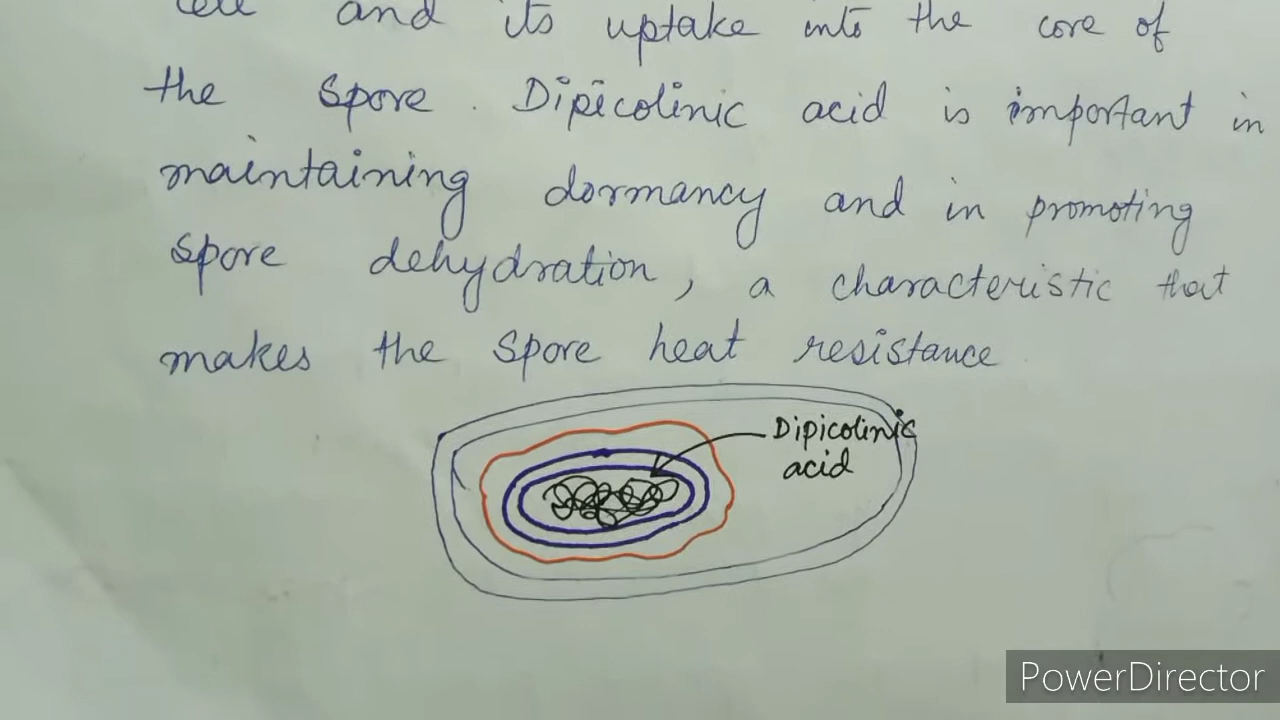 cell and its uptake into the core of
the spore. Dipicolinic acid is important in
maintaining dormancy and in promoting
spore dehydration, a characteristic that
makes the spore heat resistance
Dipicolinic
acid
PowerDirector